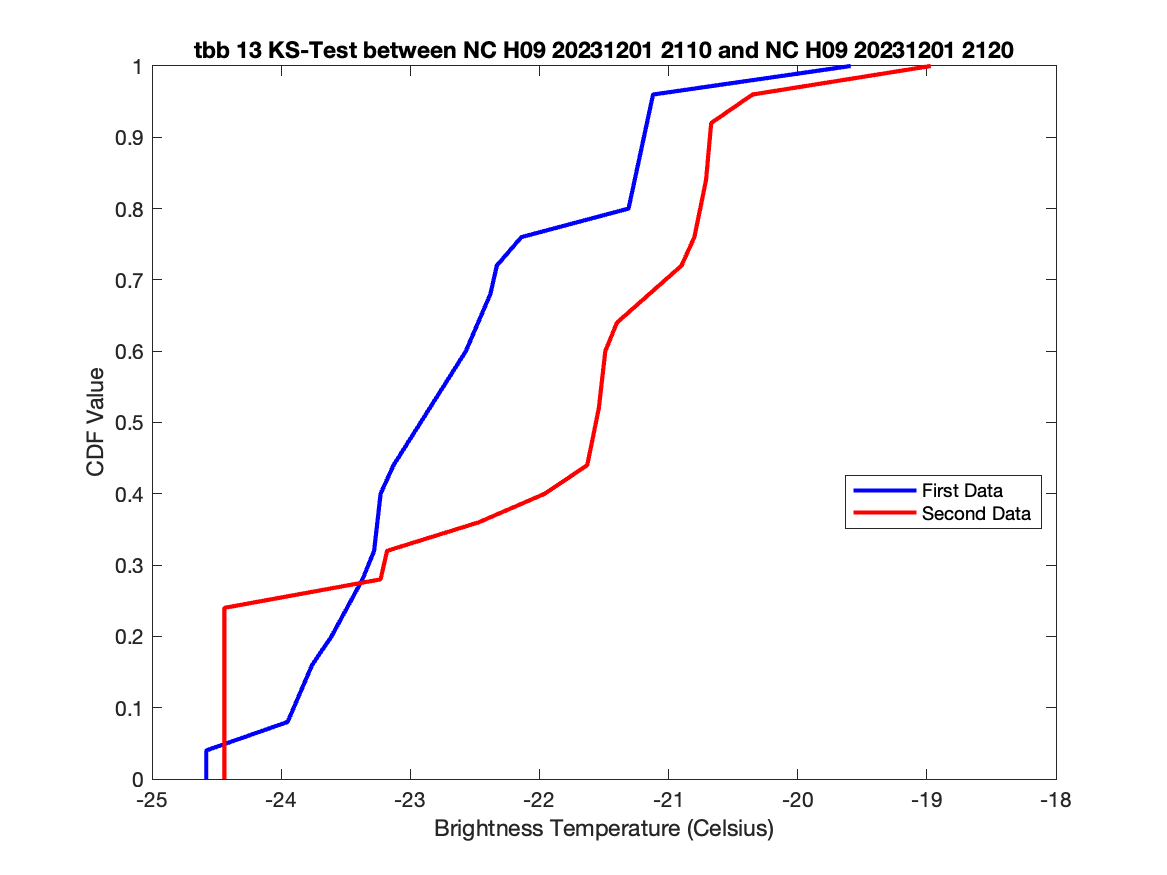 tbb 13 KS-Test between NC H09 20231201 2110 and NC H09 20231201 2120
1
0.9
0.8
0.7
0.6
0.5
0.4
0.3
0.2
0.1
0
CDF Value
First Data
Second Data
-25 -24 -23 -22 -21 -20 -19 -18
Brightness Temperature (Celsius)